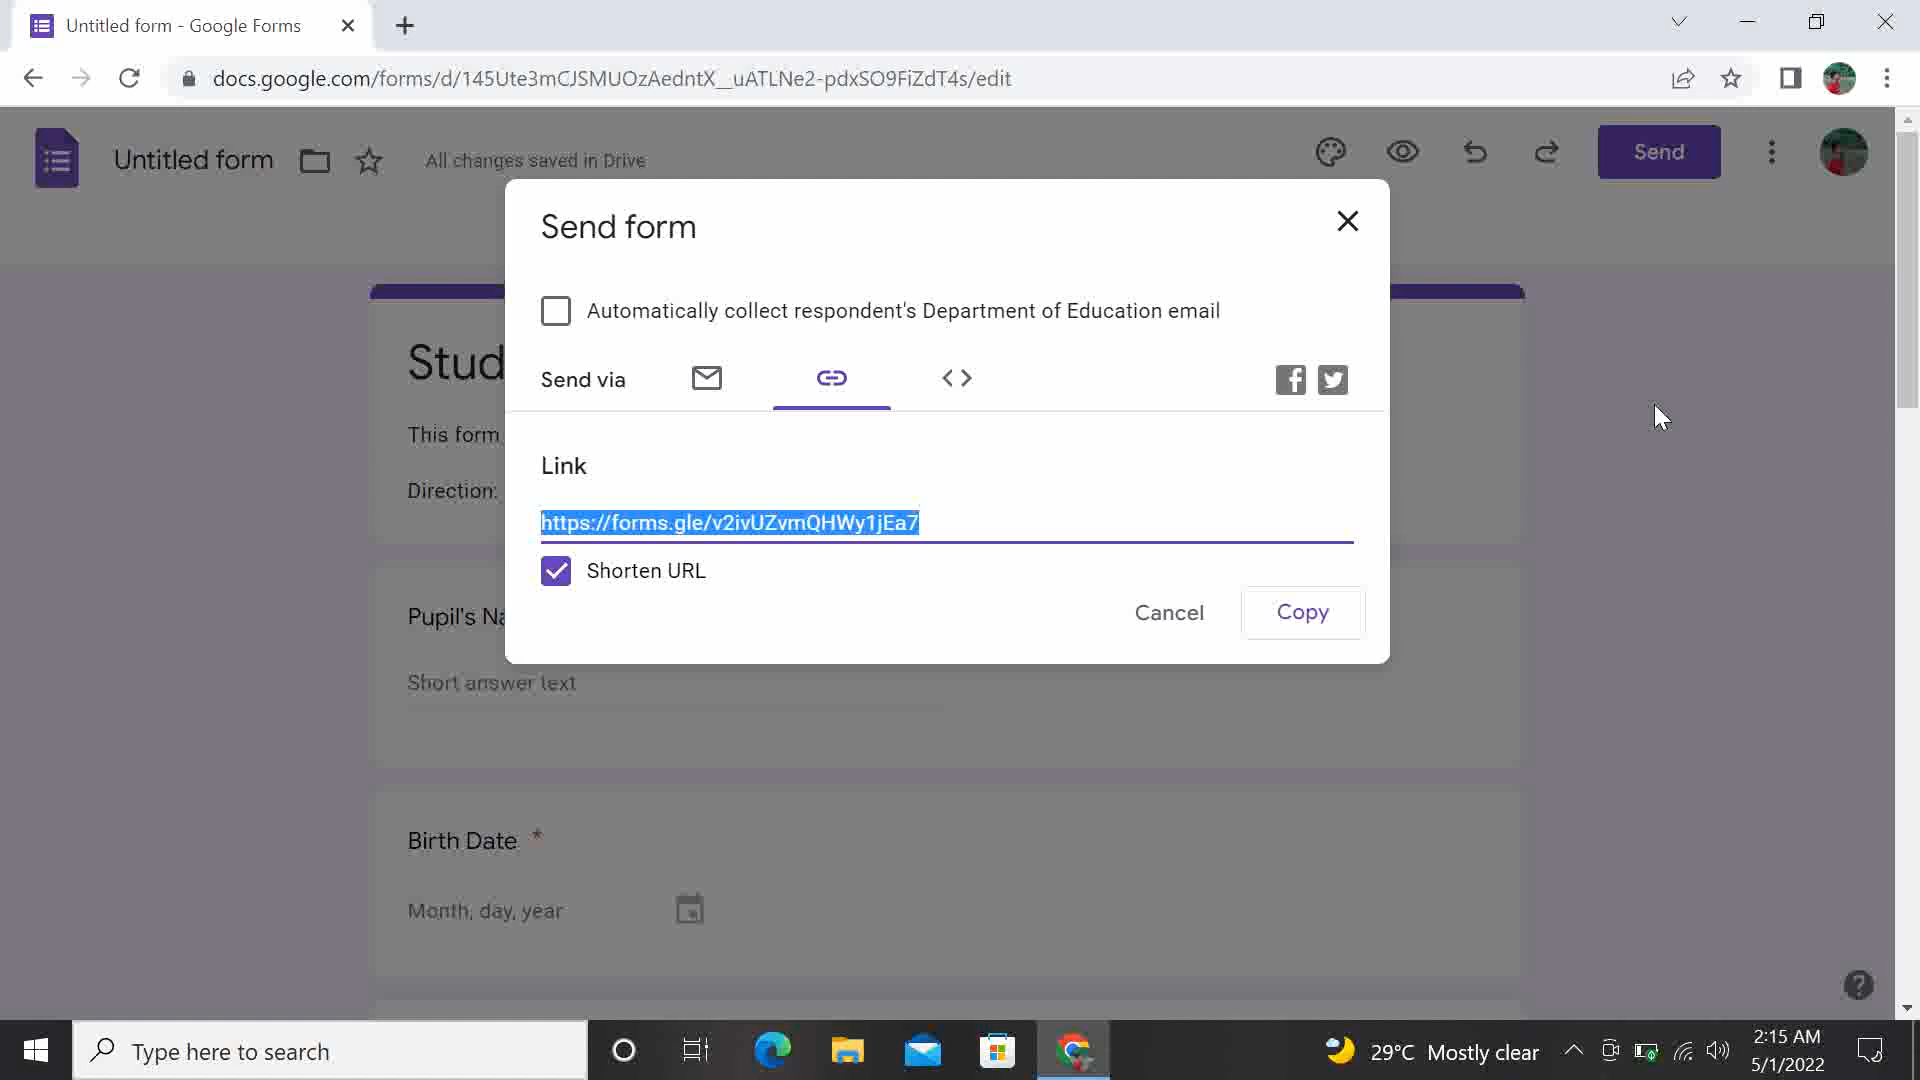 Untitled form - Google Forms
docs.google.com/forms/d/145Ute3mCJSMUOzAedntX__uATLNe2-pdxSO9FiZdT4s/edit
Untitled form
All changes saved in Drive
Send
Send form
Automatically collect respondent's Department of Education email
Stud
Send via
This form
Link
Direction:
https://forms.gle/v2ivUZvmQHWy1jEa7
Shorten URL
Cancel
Copy
Pupil's Na
Short answer text
Birth Date *
Month, day, year
Type here to search
29°C Mostly clear
2:15 AM
5/1/2022